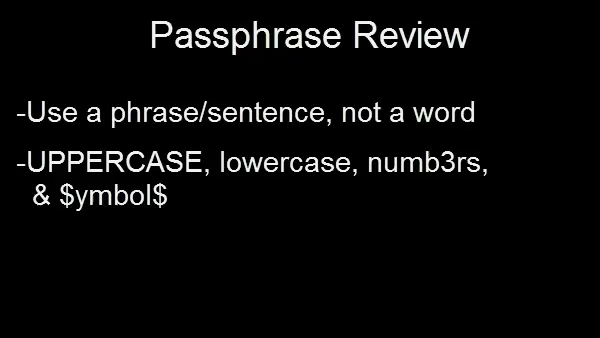 Passphrase Review
-Use a phrase/sentence, not a word
-UPPERCASE, lowercase, numb3rs,
& $ymbol$